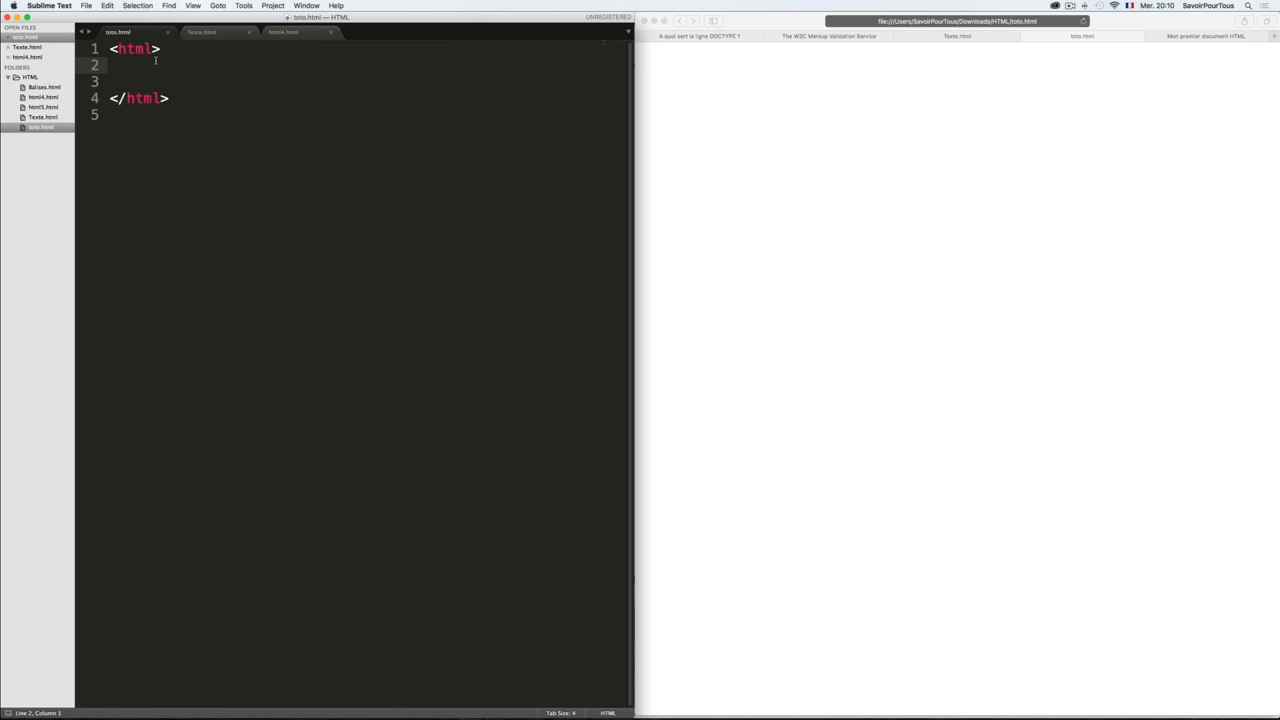 Sublime Text File Edit Selection Find View Goto Tools Project Window Help
Mer. 20:10 SavoirPourTous
toto.html — HTML
UNREGISTERED
OPEN FILES
toto.html
Texte.html
html4.html
FOLDERS
HTML
Balises.html
html4.html
html5.html
Texte.html
toto.html
toto.html Texte.html html4.html
1 <html>
2
3
4 </html>
5
Line 2, Column 1
Tab Size: 4 HTML
file:///Users/SavoirPourTous/Downloads/HTML/toto.html
A quoi sert la ligne DOCTYPE ? The W3C Markup Validation Service Texte.html toto.html Mon premier document HTML